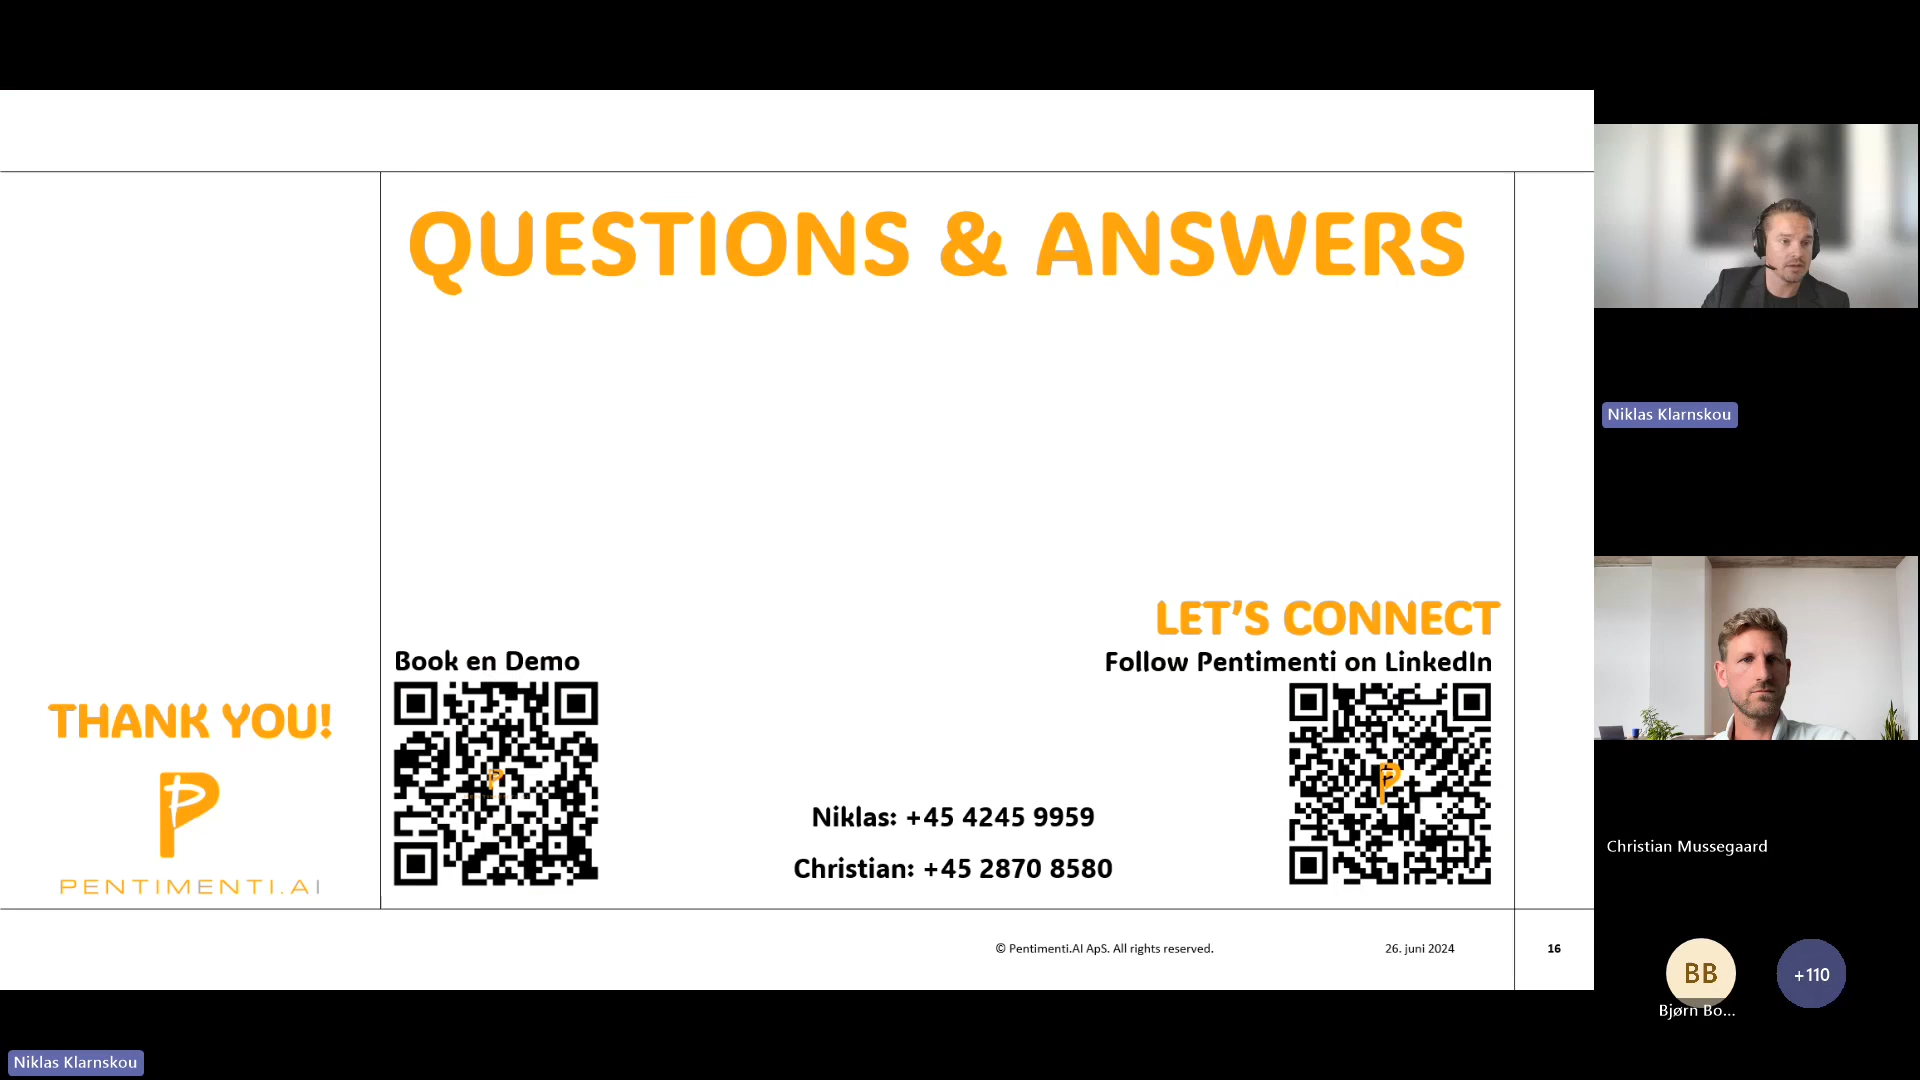 QUESTIONS & ANSWERS
LET'S CONNECT
Book en Demo
Follow Pentimenti on LinkedIn
THANK YOU!
PENTIMENTI.AI
Niklas: +45 4245 9959
Christian: +45 2870 8580
© Pentimenti.AI ApS. All rights reserved.
26. juni 2024
16
Niklas Klarnskou
Christian Mussegaard
BB
+110
Bjørn Bo...
Niklas Klarnskou